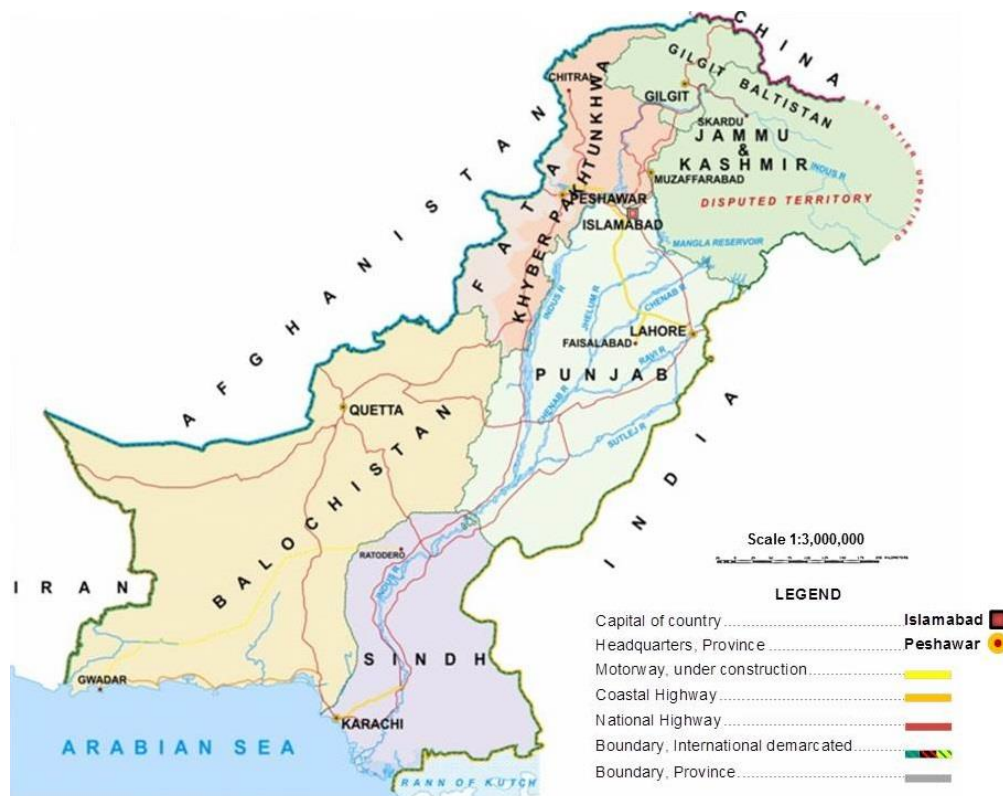 CHINA
GILGIT BALTISTAN
CHITRAL
GILGIT
SKARDU
JAMMU
&
KASHMIR
INDUS R
FRONTIER UNDEFINED
MUZAFFARABAD
DISPUTED TERRITORY
AFGHANISTAN
FATA
KHYBER PAKHTUNKHWA
PESHAWAR
ISLAMABAD
MANGLA RESERVOIR
INDUS R
JHELUM R
CHENAB R
LAHORE
FAISALABAD
RAVI R
PUNJAB
CHENAB R
SUTLEJ R
INDIA
QUETTA
BALOCHISTAN
RATODERO
INDUS R
IRAN
SINDH
GWADAR
KARACHI
ARABIAN SEA
RANN OF KUTCH
Scale 1:3,000,000
LEGEND
Capital of country Islamabad
Headquarters, Province Peshawar
Motorway, under construction
Coastal Highway
National Highway
Boundary, International demarcated
Boundary, Province